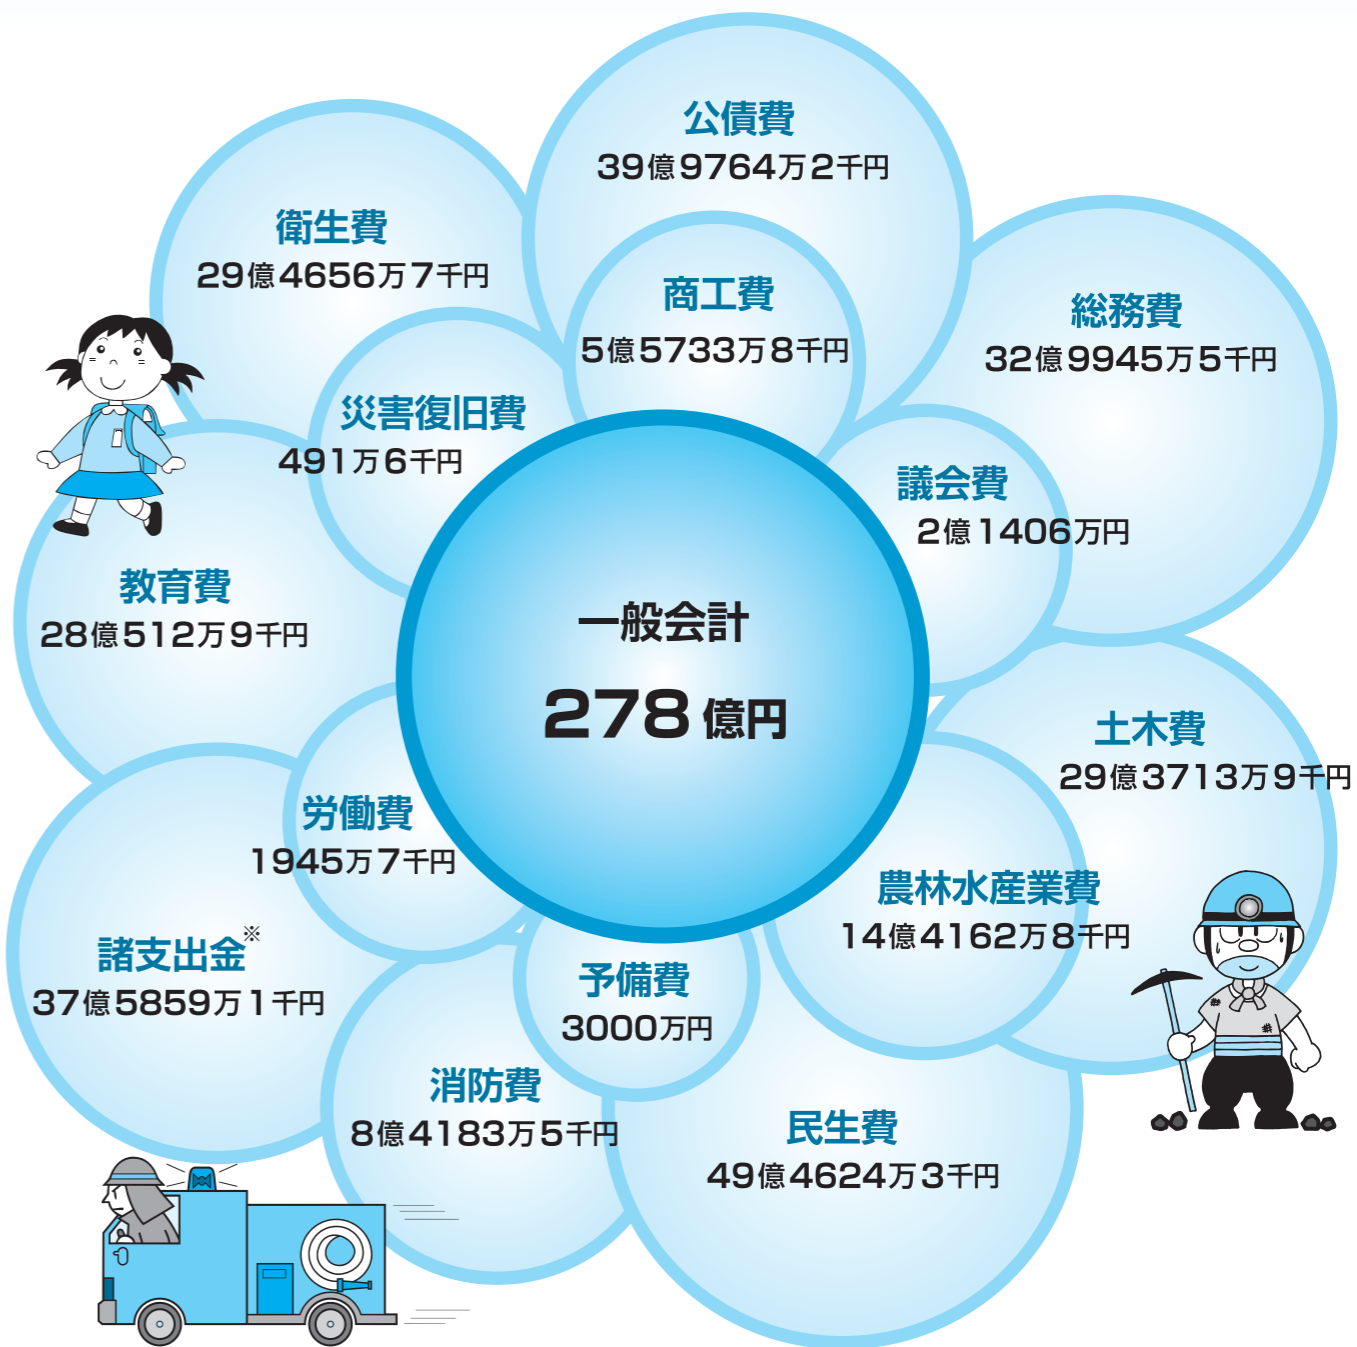 公債費
39億9764万2千円
衛生費
29億4656万7千円
商工費
5億5733万8千円
総務費
32億9945万5千円
災害復旧費
491万6千円
議会費
2億1406万円
教育費
28億512万9千円
一般会計
278億円
土木費
29億3713万9千円
労働費
1945万7千円
農林水産業費
14億4162万8千円
諸支出金※
37億5859万1千円
予備費
3000万円
消防費
8億4183万5千円
民生費
49億4624万3千円